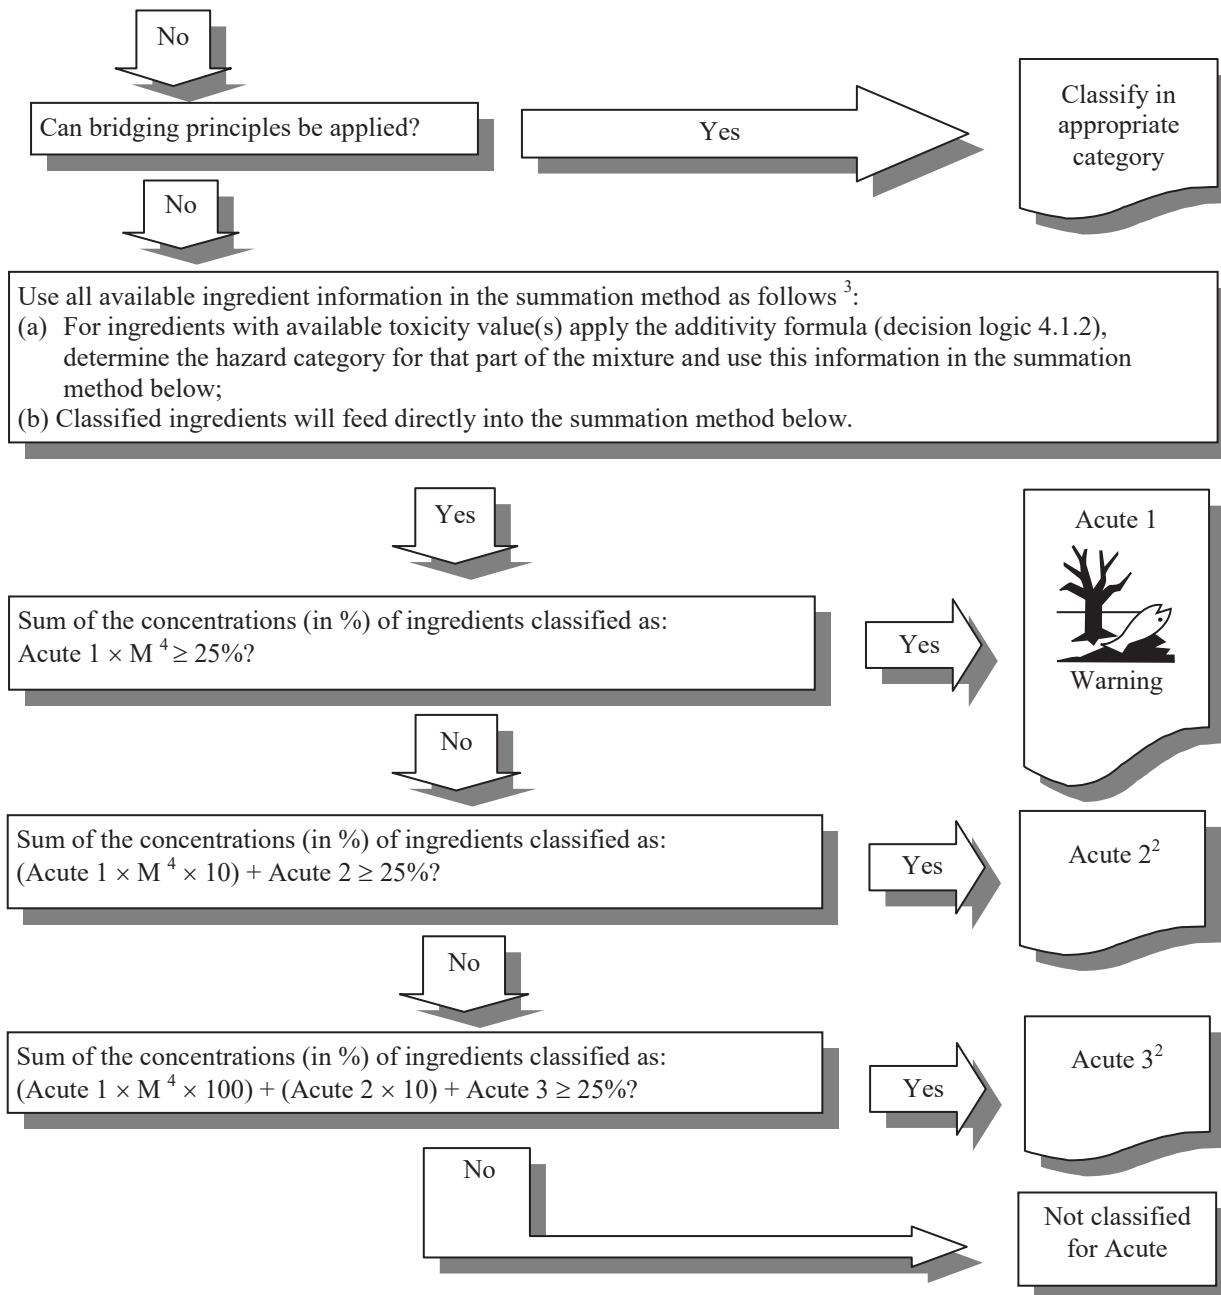 No
Can bridging principles be applied?
Yes
Classify in
appropriate
category
No
Use all available ingredient information in the summation method as follows ³:
(a) For ingredients with available toxicity value(s) apply the additivity formula (decision logic 4.1.2),
determine the hazard category for that part of the mixture and use this information in the summation
method below;
(b) Classified ingredients will feed directly into the summation method below.
Yes
Acute 1
Warning
Sum of the concentrations (in %) of ingredients classified as:
Acute 1 × M ⁴ ≥ 25%?
Yes
No
Sum of the concentrations (in %) of ingredients classified as:
(Acute 1 × M ⁴ × 10) + Acute 2 ≥ 25%?
Yes
Acute 2²
No
Sum of the concentrations (in %) of ingredients classified as:
(Acute 1 × M ⁴ × 100) + (Acute 2 × 10) + Acute 3 ≥ 25%?
Yes
Acute 3²
No
Not classified
for Acute